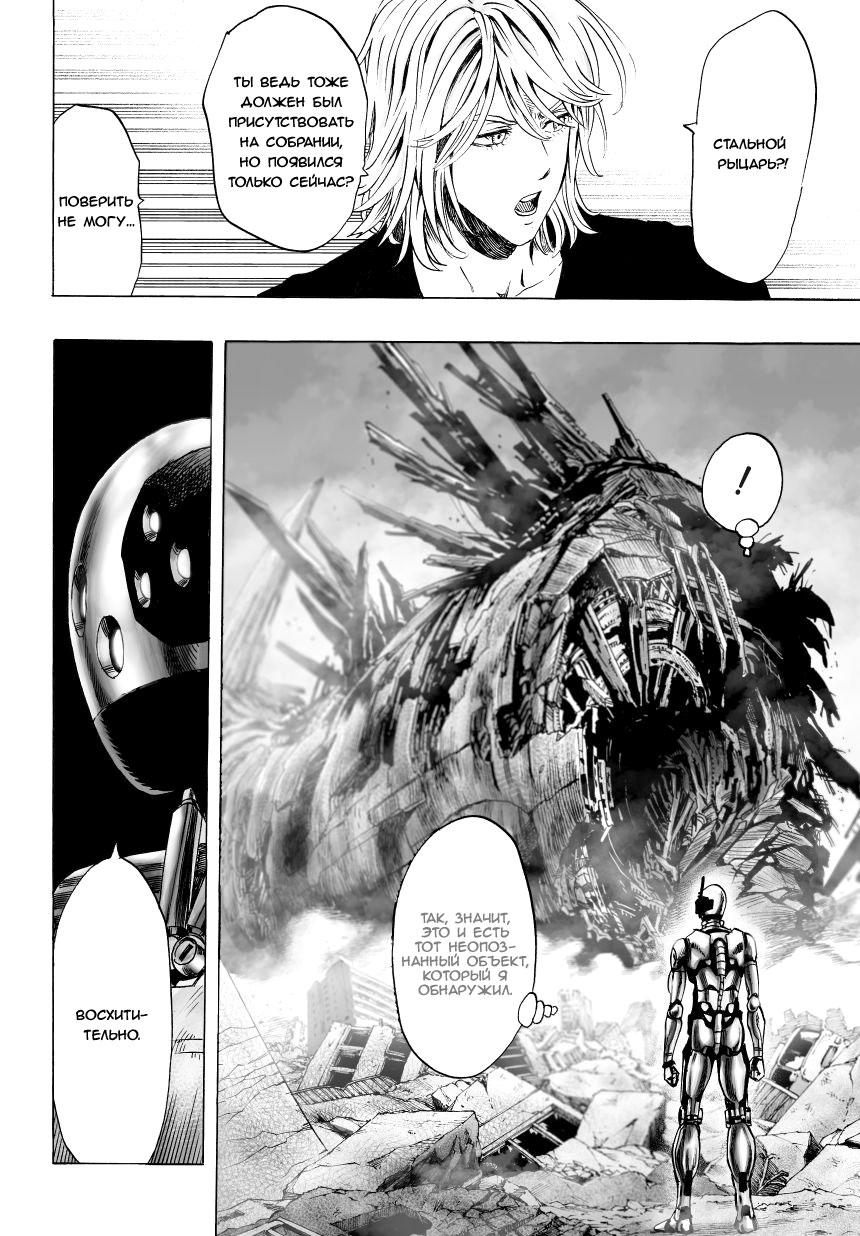 СТАЛЬНОЙ
РЫЦАРЬ?!
ТЫ ВЕДЬ ТОЖЕ
ДОЛЖЕН БЫЛ
ПРИСУТСТВОВАТЬ
НА СОБРАНИИ,
НО ПОЯВИЛСЯ
ТОЛЬКО СЕЙЧАС?
ПОВЕРИТЬ
НЕ МОГУ...
!
ТАК, ЗНАЧИТ,
ЭТО И ЕСТЬ
ТОТ НЕОПОЗ-
НАННЫЙ ОБЪЕКТ,
КОТОРЫЙ Я
ОБНАРУЖИЛ.
ВОСХИТИ-
ТЕЛЬНО.